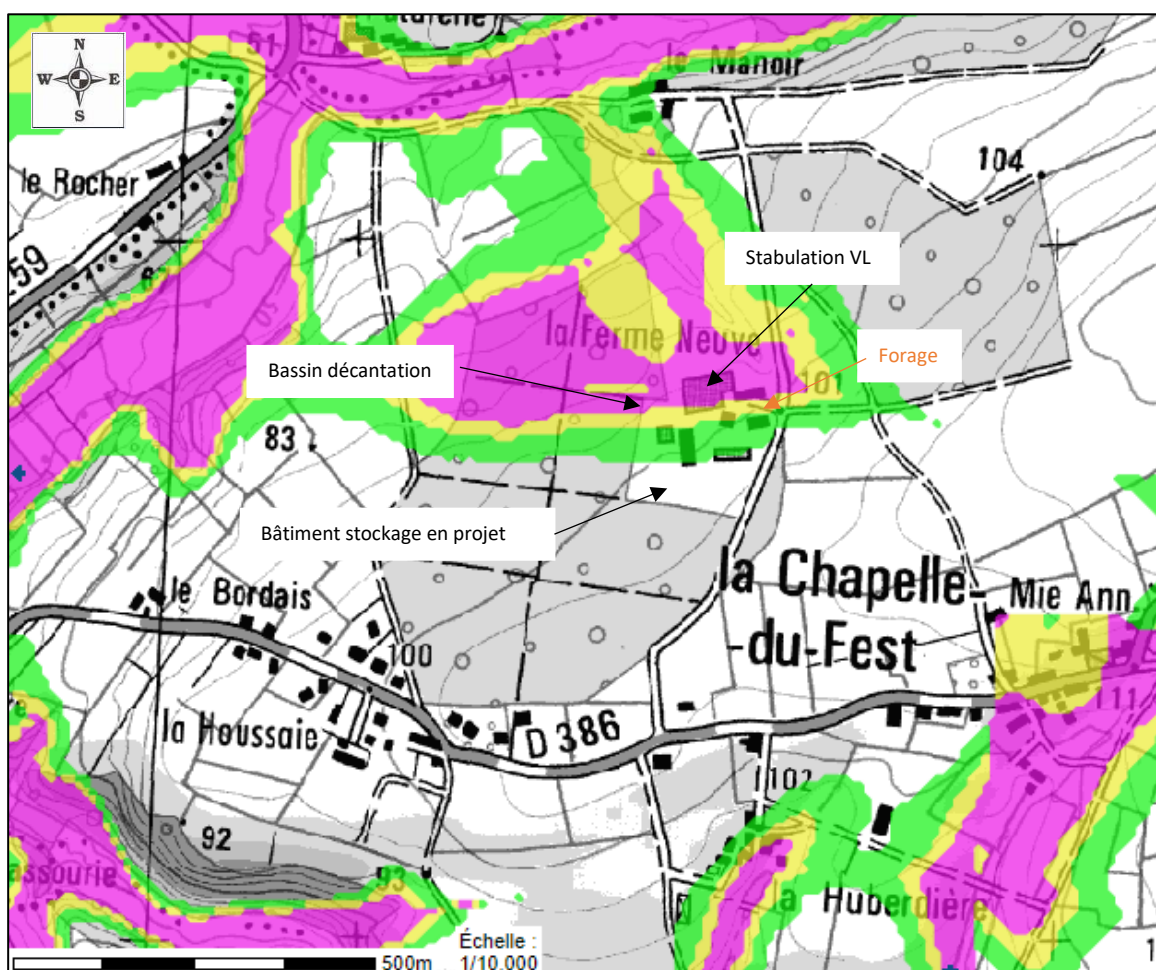 N
W E
S
51
le Manoir
le Rocher
104
Stabulation VL
la Ferme Neuve
Bassin décantation
Forage
101
83
Bâtiment stockage en projet
la Chapelle-
-du-Fest
Mie Ann
le Bordais
100
111
la Houssaie
D 386
102
92
93
assourie
la Huberdière
Échelle :
500m 1/10.000